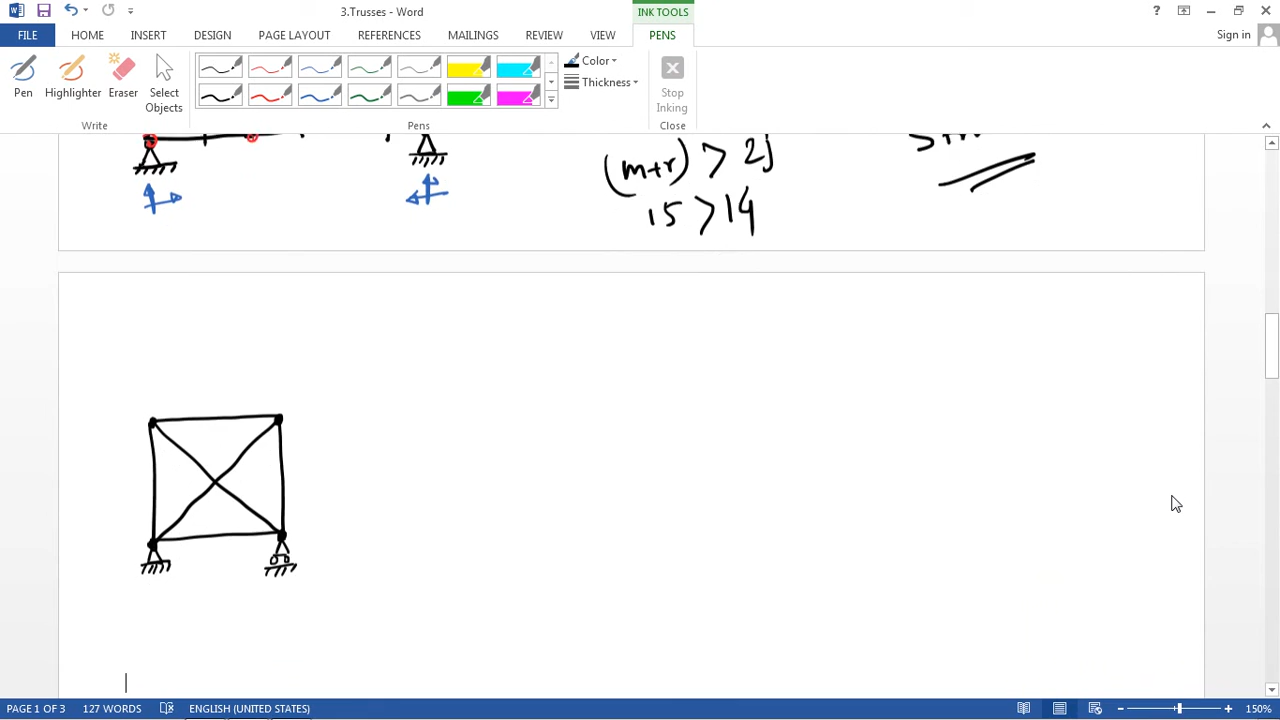 3.Trusses - Word
INK TOOLS
?
FILE
HOME
INSERT
DESIGN
PAGE LAYOUT
REFERENCES
MAILINGS
REVIEW
VIEW
PENS
Sign in
Pen
Highlighter
Eraser
Select
Objects
Color
Thickness
Stop
Inking
Write
Pens
Close
(m+r) > 2j
15 > 14
PAGE 1 OF 3
127 WORDS
ENGLISH (UNITED STATES)
150%